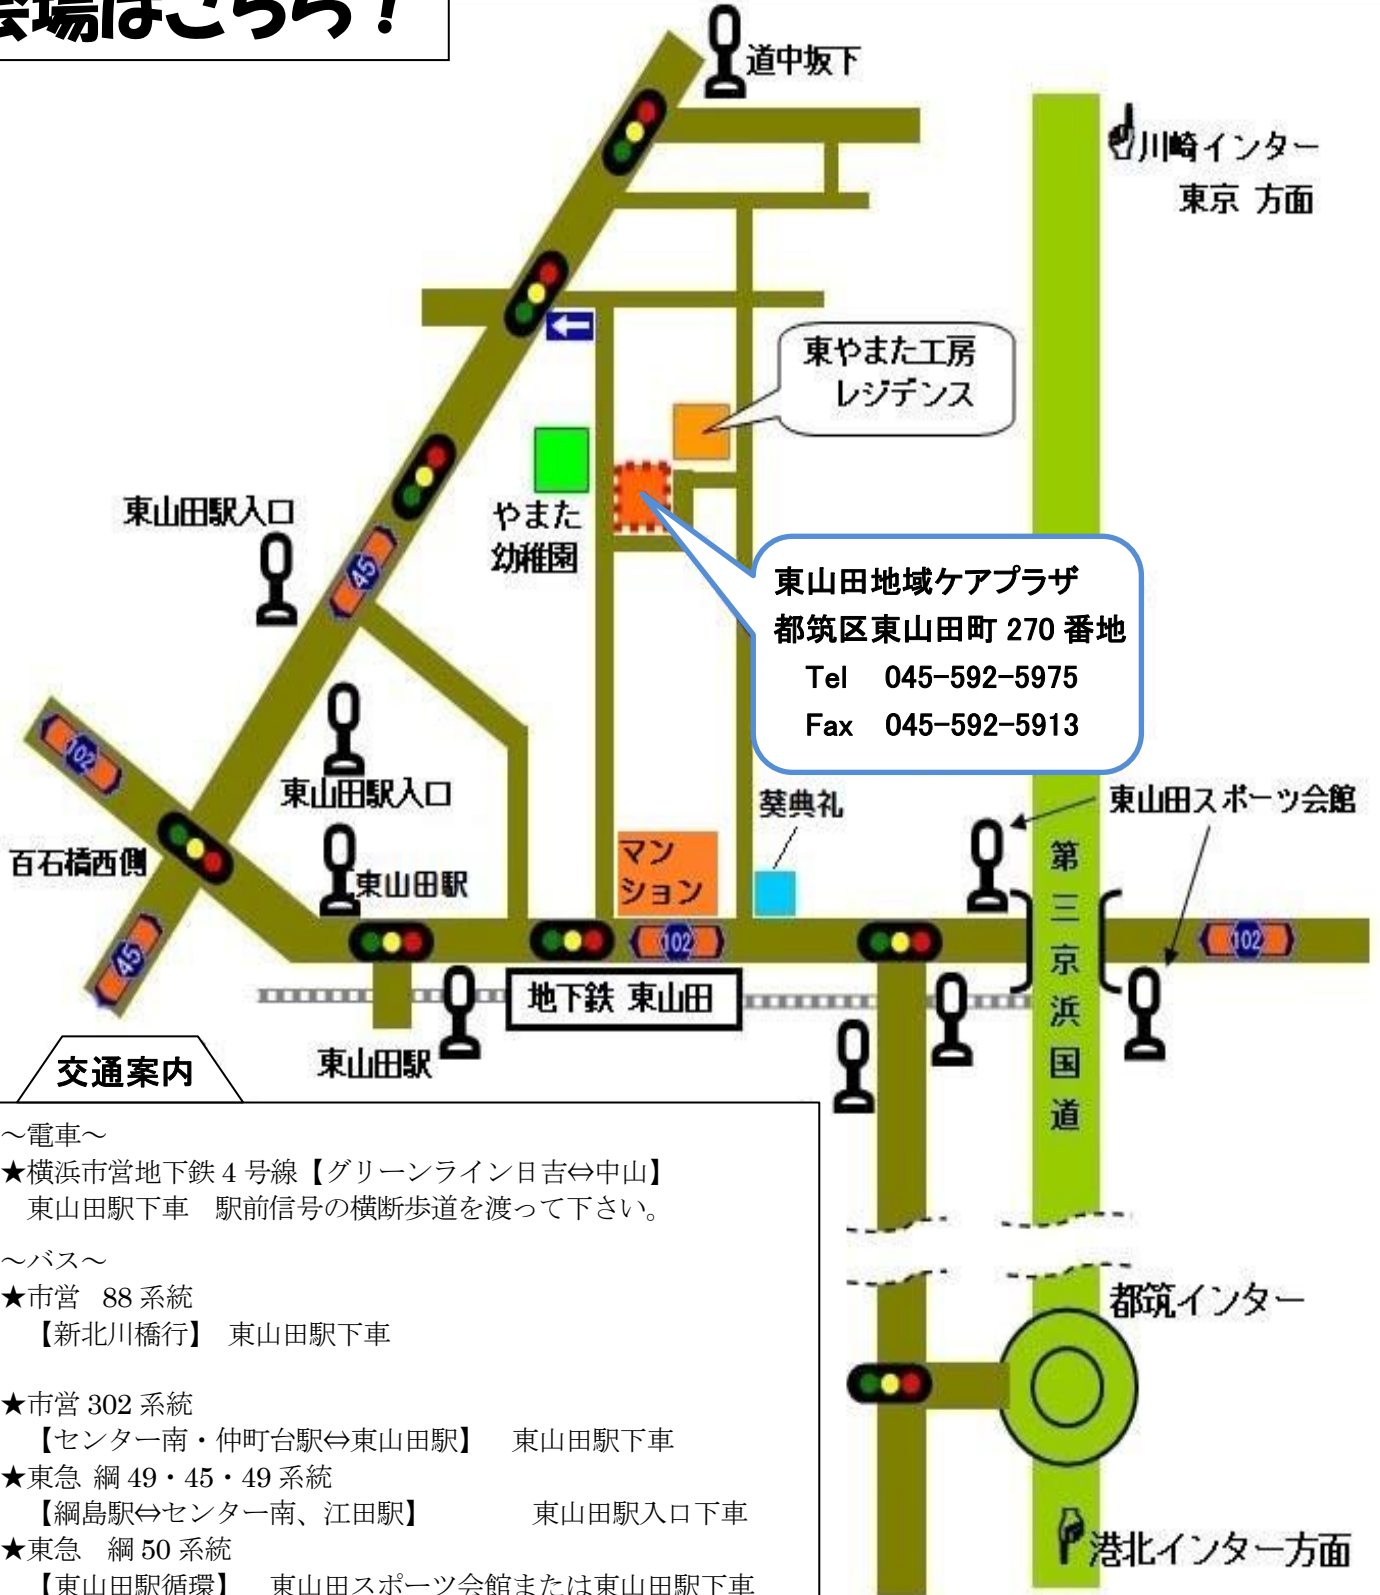 会場はこちら！
道中坂下
川崎インター
東京 方面
東やまた工房
レジデンス
東山田駅入口
45
やまた
幼稚園
東山田地域ケアプラザ
都筑区東山田町 270 番地
Tel 045-592-5975
Fax 045-592-5913
102
東山田駅入口
葵典礼
東山田スポーツ会館
百石橋西側
東山田駅
マン
ション
第三京浜国道
45
102
102
地下鉄 東山田
東山田駅
交通案内
～電車～
★横浜市営地下鉄 4 号線【グリーンライン日吉⇔中山】
東山田駅下車 駅前信号の横断歩道を渡って下さい。
～バス～
★市営 88 系統
【新北川橋行】 東山田駅下車
★市営 302 系統
【センター南・仲町台駅⇔東山田駅】 東山田駅下車
★東急 綱 49・45・49 系統
【綱島駅⇔センター南、江田駅】 東山田駅入口下車
★東急 綱 50 系統
【東山田駅循環】 東山田スポーツ会館または東山田駅下車
都筑インター
港北インター方面